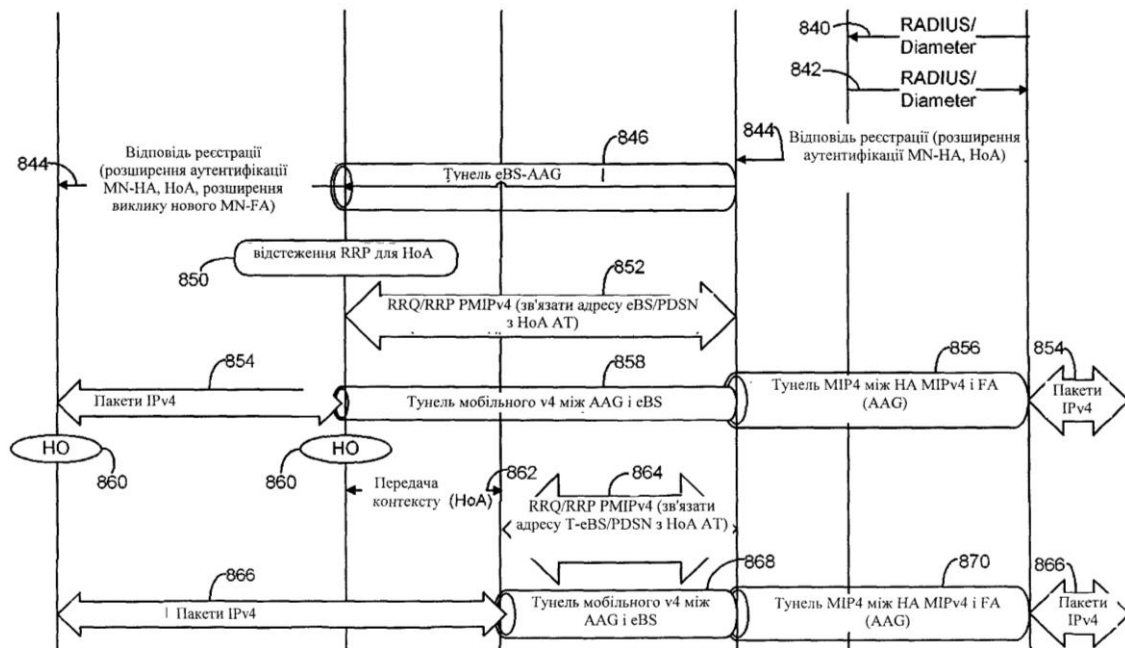 840
RADIUS/
Diameter
842
RADIUS/
Diameter
844
Відповідь реєстрації
(розширення
аутентифікації
MN-HA, HoA, розширення
виклику нового MN-FA)
846
Тунель eBS-AAG
844
Відповідь реєстрації (розширення
аутентифікації MN-HA, HoA)
850
відстеження RRP для HoA
852
RRQ/RRP PMIPv4 (зв'язати адресу eBS/PDSN
з HoA AT)
854
Пакети IPv4
858
Тунель мобільного v4 між AAG і eBS
856
Тунель MIP4 між HA MIPv4 і FA
(AAG)
854
Пакети
IPv4
HO
860
HO
860
862
Передача
контексту (HoA)
864
RRQ/RRP PMIPv4 (зв'язати
адресу T-eBS/PDSN з HoA AT)
866
Пакети IPv4
868
Тунель мобільного v4 між
AAG і eBS
870
Тунель MIP4 між HA MIPv4 і FA
(AAG)
866
Пакети
IPv4